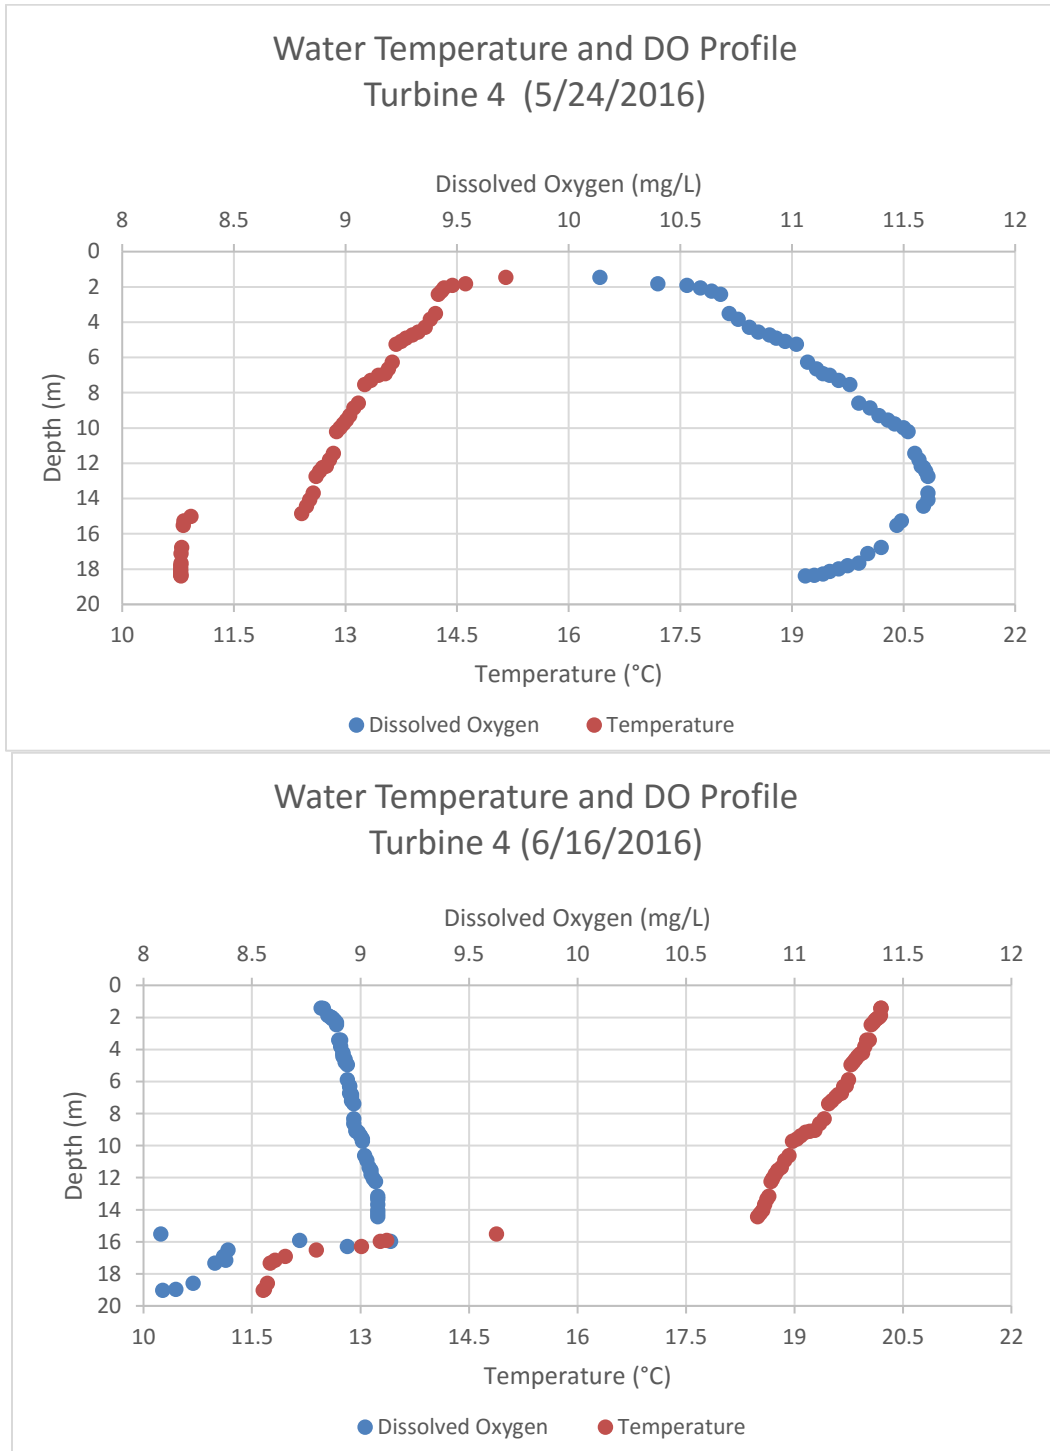 Water Temperature and DO Profile
Turbine 4  (5/24/2016)
Dissolved Oxygen (mg/L)
8 8.5 9 9.5 10 10.5 11 11.5 12
0
2
4
6
8
10
12
14
16
18
20
Depth (m)
10 11.5 13 14.5 16 17.5 19 20.5 22
Temperature (°C)
Dissolved Oxygen Temperature
Water Temperature and DO Profile
Turbine 4 (6/16/2016)
Dissolved Oxygen (mg/L)
8 8.5 9 9.5 10 10.5 11 11.5 12
0
2
4
6
8
10
12
14
16
18
20
Depth (m)
10 11.5 13 14.5 16 17.5 19 20.5 22
Temperature (°C)
Dissolved Oxygen Temperature